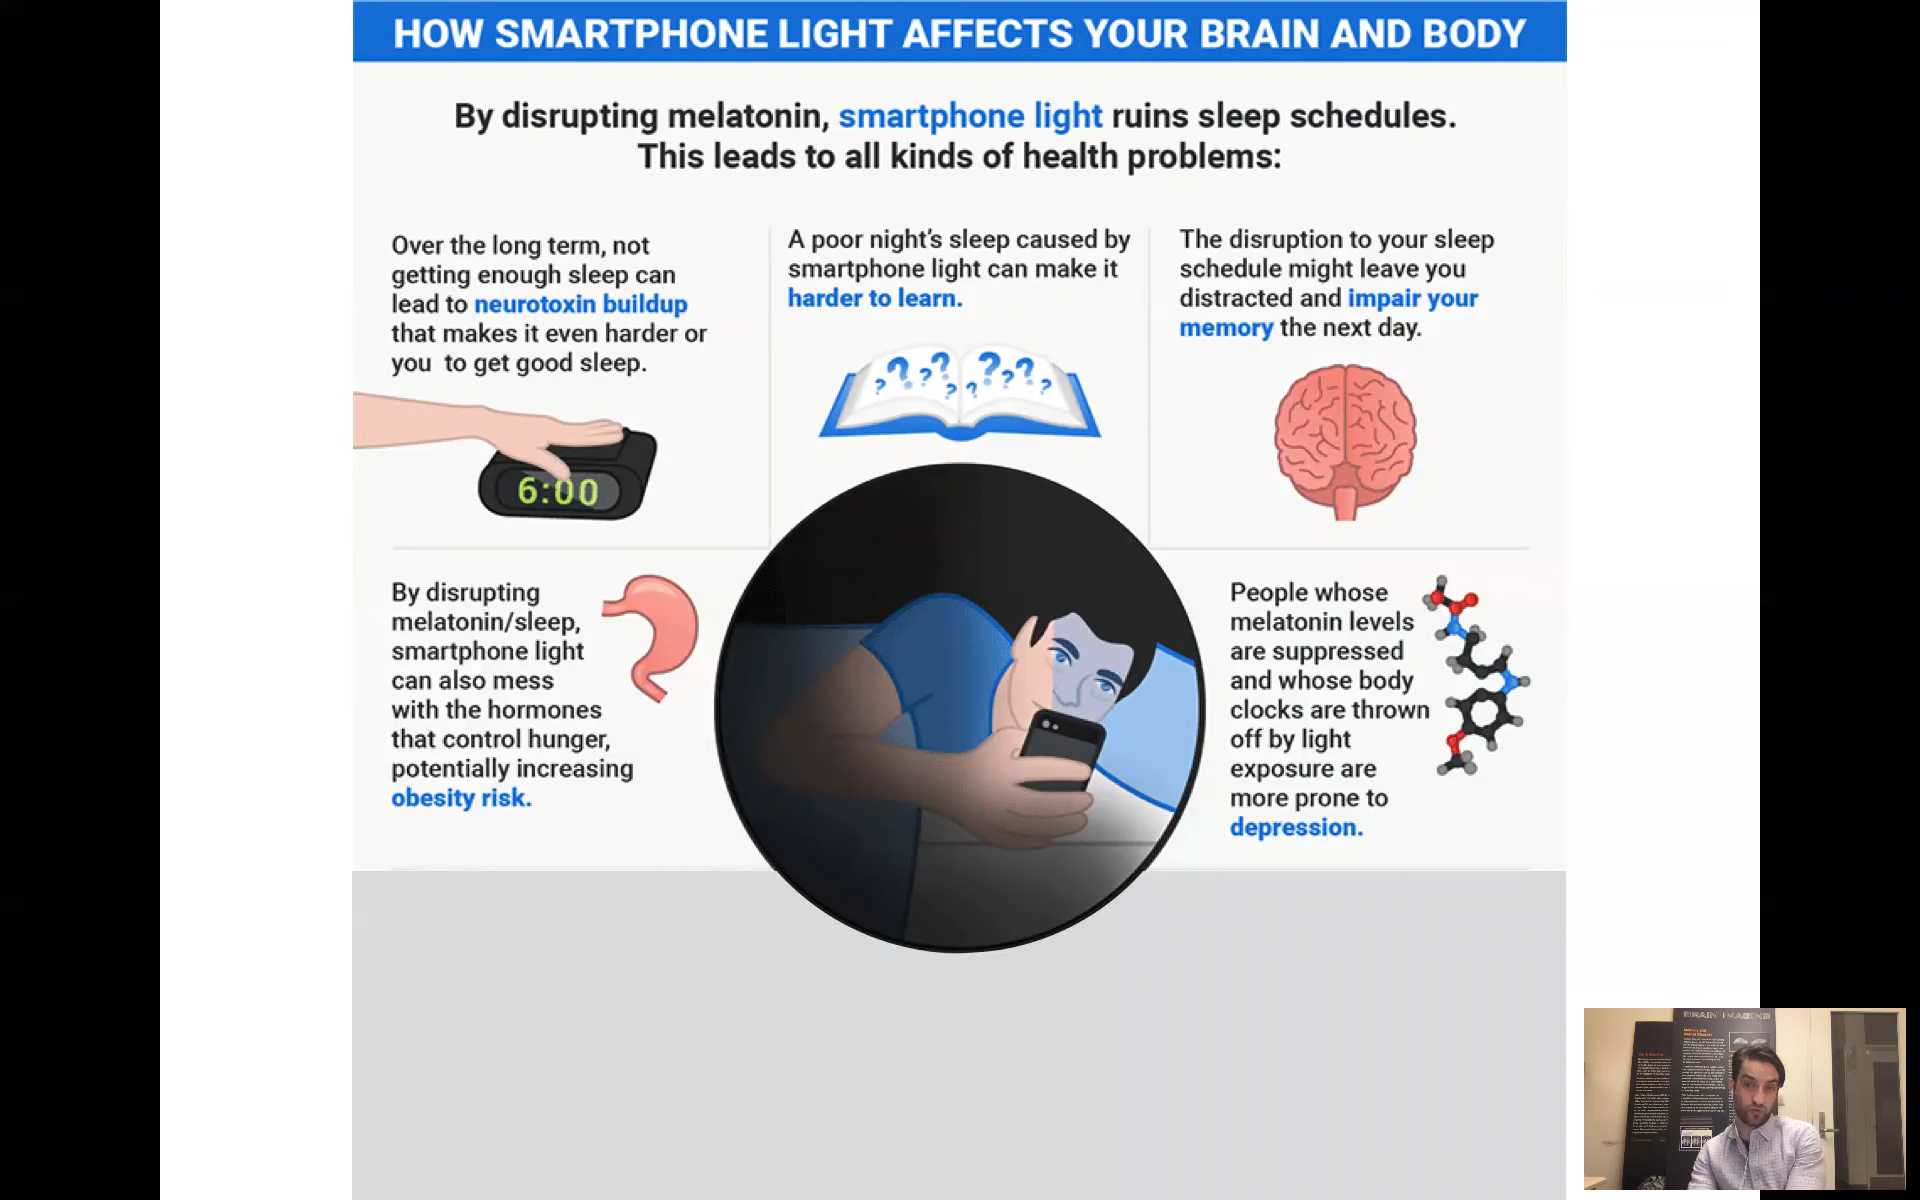 HOW SMARTPHONE LIGHT AFFECTS YOUR BRAIN AND BODY
By disrupting melatonin, smartphone light ruins sleep schedules.
This leads to all kinds of health problems:
Over the long term, not
getting enough sleep can
lead to neurotoxin buildup
that makes it even harder or
you to get good sleep.
6:00
A poor night's sleep caused by
smartphone light can make it
harder to learn.
? ? ? ? ? ? ? ? ? ? ?
The disruption to your sleep
schedule might leave you
distracted and impair your
memory the next day.
By disrupting
melatonin/sleep,
smartphone light
can also mess
with the hormones
that control hunger,
potentially increasing
obesity risk.
People whose
melatonin levels
are suppressed
and whose body
clocks are thrown
off by light
exposure are
more prone to
depression.
BRAIN IMAGING